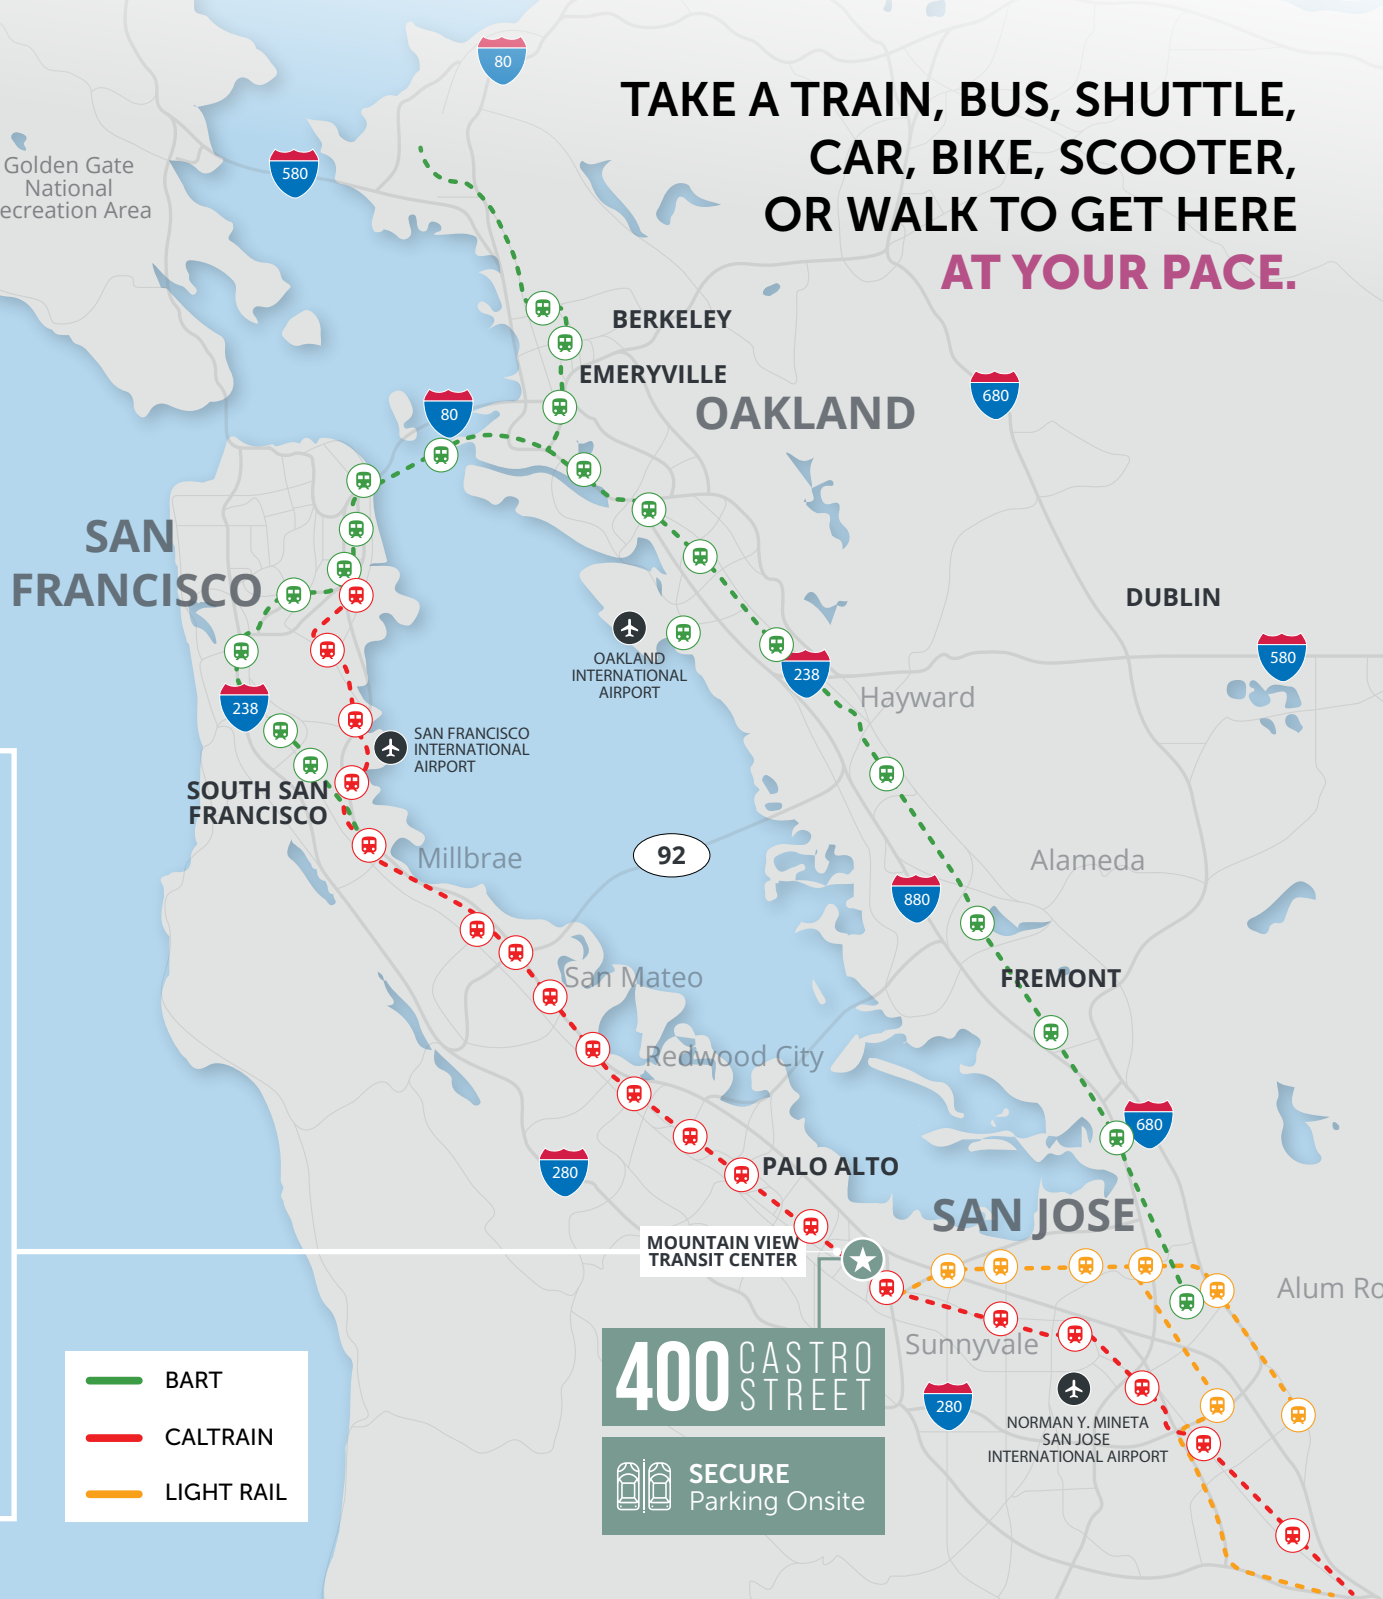 TAKE A TRAIN, BUS, SHUTTLE,
CAR, BIKE, SCOOTER,
OR WALK TO GET HERE
AT YOUR PACE.
80
580
Golden Gate
National
ecreation Area
BERKELEY
EMERYVILLE
OAKLAND
680
80
SAN
FRANCISCO
DUBLIN
580
OAKLAND
INTERNATIONAL
AIRPORT
238
Hayward
238
SAN FRANCISCO
INTERNATIONAL
AIRPORT
SOUTH SAN
FRANCISCO
Millbrae
92
Alameda
880
San Mateo
FREMONT
Redwood City
680
280
PALO ALTO
SAN JOSE
MOUNTAIN VIEW
TRANSIT CENTER
Alum Ro
Sunnyvale
400 CASTRO
STREET
280
NORMAN Y. MINETA
SAN JOSE
INTERNATIONAL AIRPORT
SECURE
Parking Onsite
BART
CALTRAIN
LIGHT RAIL